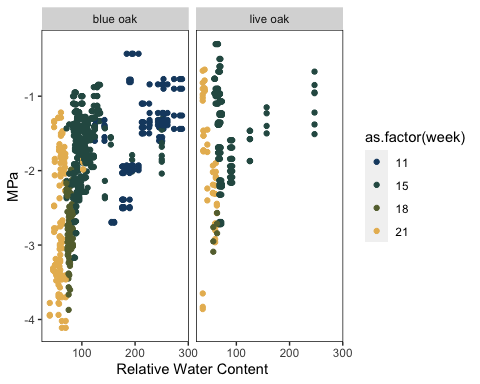 blue oak
live oak
-1
-2
-3
-4
MPa
100
200
300
100
200
300
Relative Water Content
as.factor(week)
11
15
18
21